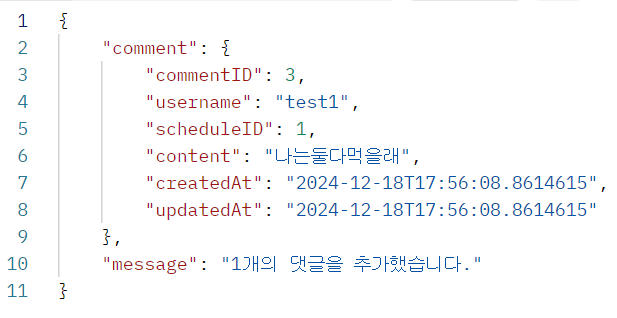 1 {
2 "comment": {
3 "commentID": 3,
4 "username": "test1",
5 "scheduleID": 1,
6 "content": "나는둘다먹을래",
7 "createdAt": "2024-12-18T17:56:08.8614615",
8 "updatedAt": "2024-12-18T17:56:08.8614615"
9 },
10 "message": "1개의 댓글을 추가했습니다."
11 }